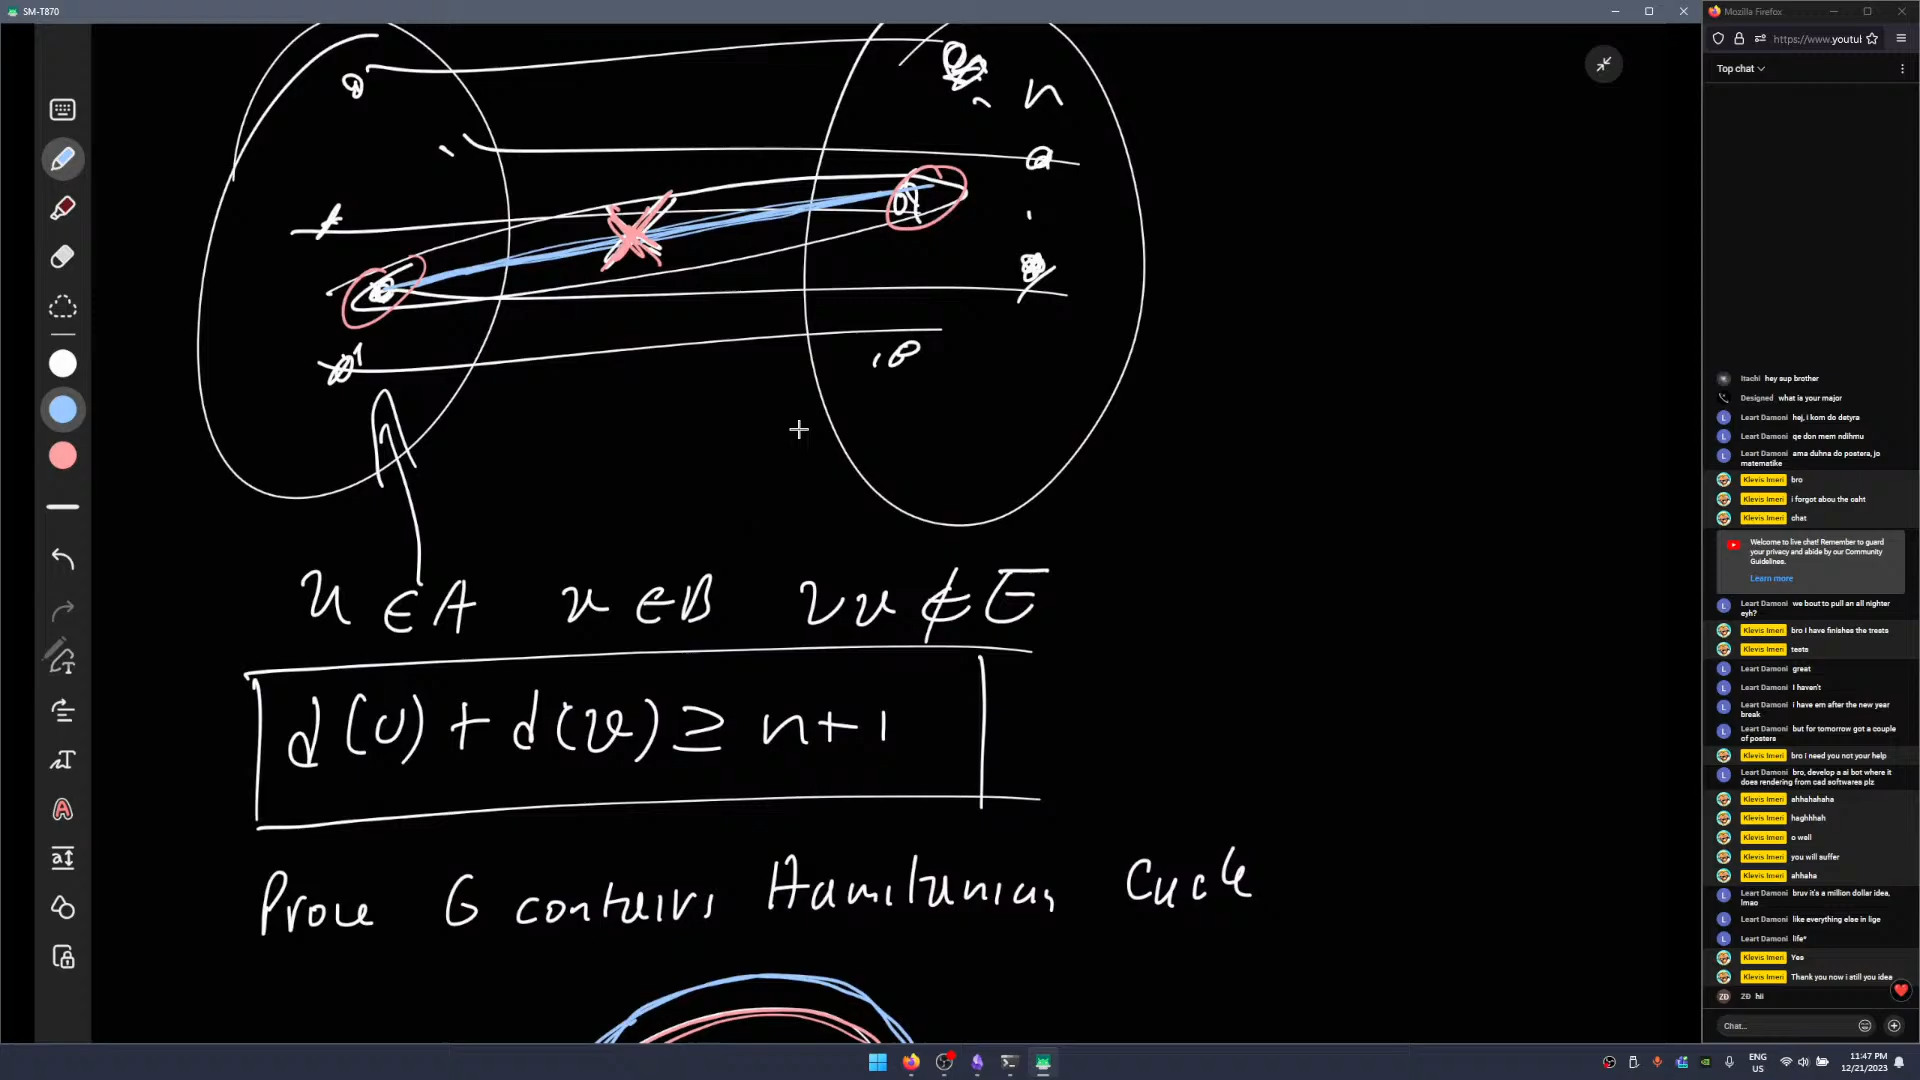 SM-T870
n
u ∈ A v ∈ B uv ∉ E
d(u) + d(v) ≥ n+1
Prove G contains Hamiltonian Cycle
Mozilla Firefox
https://www.youtul
Top chat
Itachi hey sup brother
Designed what is your major
Leart Damoni hej, i kom do detyra
Leart Damoni qe don mem ndihmu
Leart Damoni ama duhna do postera, jo
matematike
Klevis Imeri bro
Klevis Imeri i forgot abou the caht
Klevis Imeri chat
Welcome to live chat! Remember to guard
your privacy and abide by our Community
Guidelines.
Learn more
Leart Damoni we bout to pull an all nighter
eyh?
Klevis Imeri bro I have finishes the trests
Klevis Imeri tests
Leart Damoni great
Leart Damoni I haven't
Leart Damoni i have em after the new year
break
Leart Damoni but for tomorrow got a couple
of posters
Klevis Imeri bro i need you not your help
Leart Damoni bro, develop a ai bot where it
does rendering from cad softwares plz
Klevis Imeri ahhahahaha
Klevis Imeri haghhhah
Klevis Imeri o well
Klevis Imeri you will suffer
Klevis Imeri ahhaha
Leart Damoni bruv it's a million dollar idea,
lmao
Leart Damoni like everything else in lige
Leart Damoni life*
Klevis Imeri Yes
Klevis Imeri Thank you now i still you idea
ZD hii
Chat...
ENG
US
11:47 PM
12/21/2023